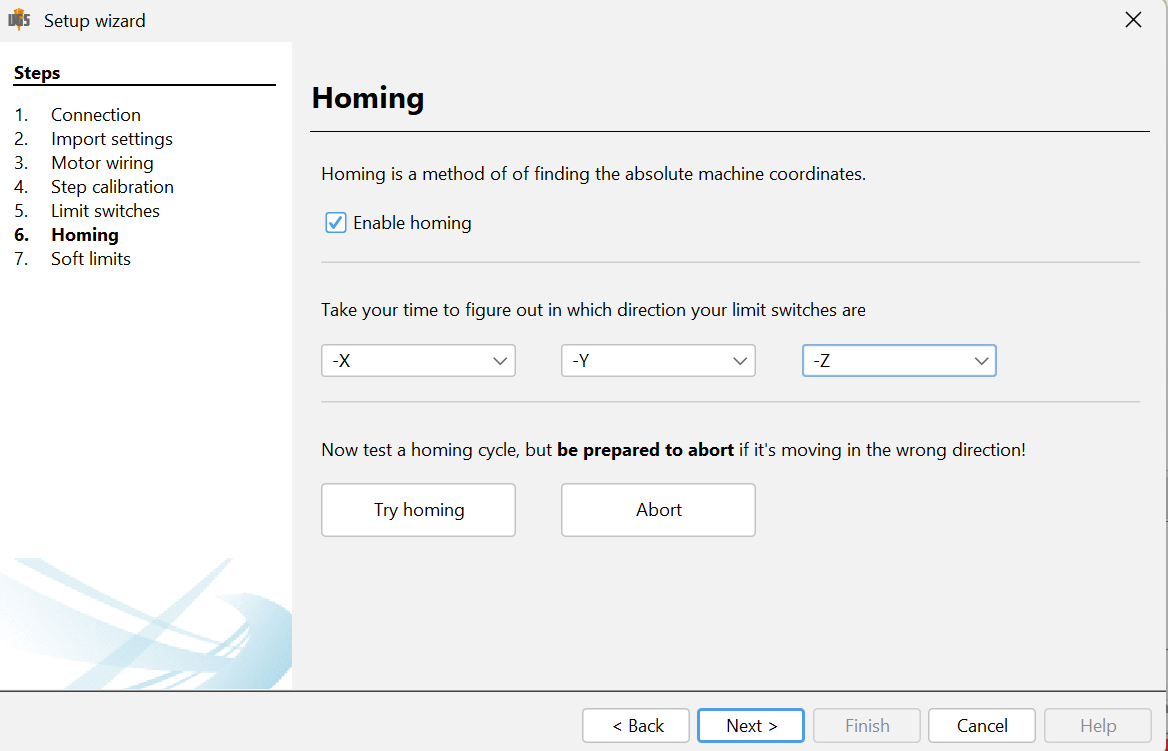 UGS Setup wizard
Steps
1. Connection
2. Import settings
3. Motor wiring
4. Step calibration
5. Limit switches
6. Homing
7. Soft limits
Homing
Homing is a method of of finding the absolute machine coordinates.
Enable homing
Take your time to figure out in which direction your limit switches are
-X -Y -Z
Now test a homing cycle, but be prepared to abort if it's moving in the wrong direction!
Try homing Abort
< Back Next > Finish Cancel Help